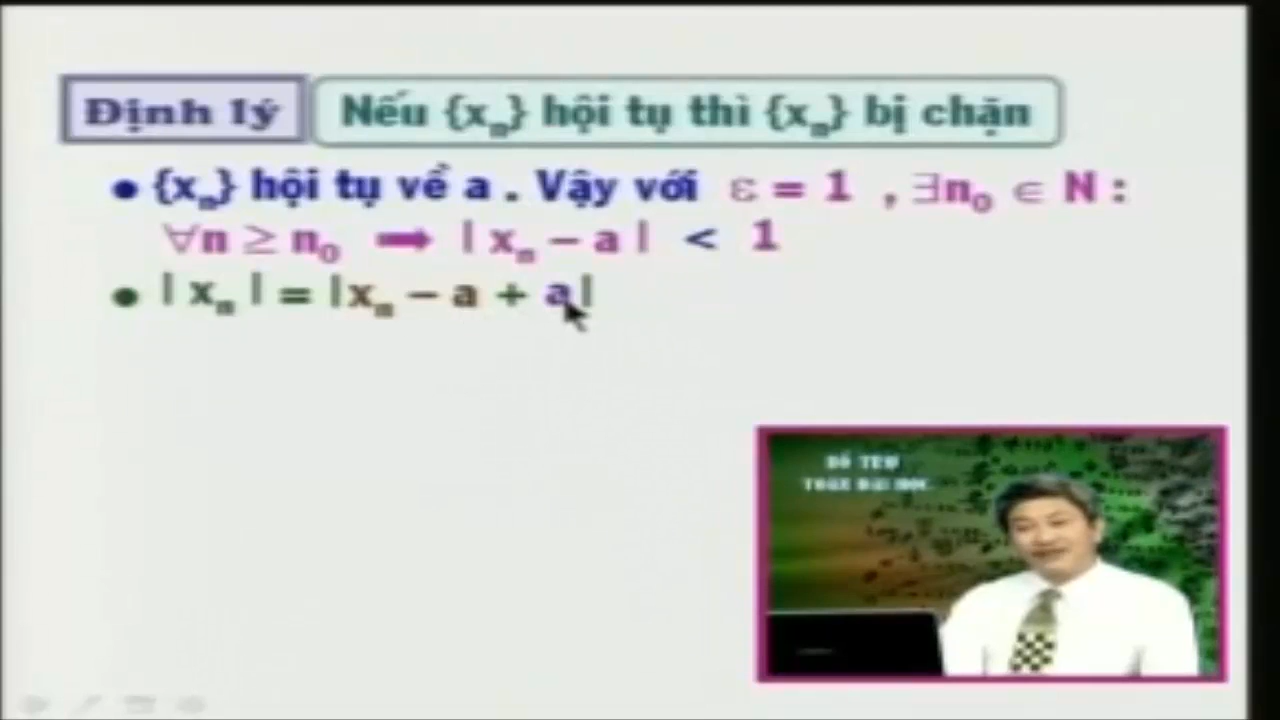 Định lý
Nếu {xₙ} hội tụ thì {xₙ} bị chặn
• {xₙ} hội tụ về a . Vậy với ε = 1 , ∃n₀ ∈ N :
∀n ≥ n₀ ⟹ | xₙ − a | < 1
• | xₙ | = |xₙ − a + a|